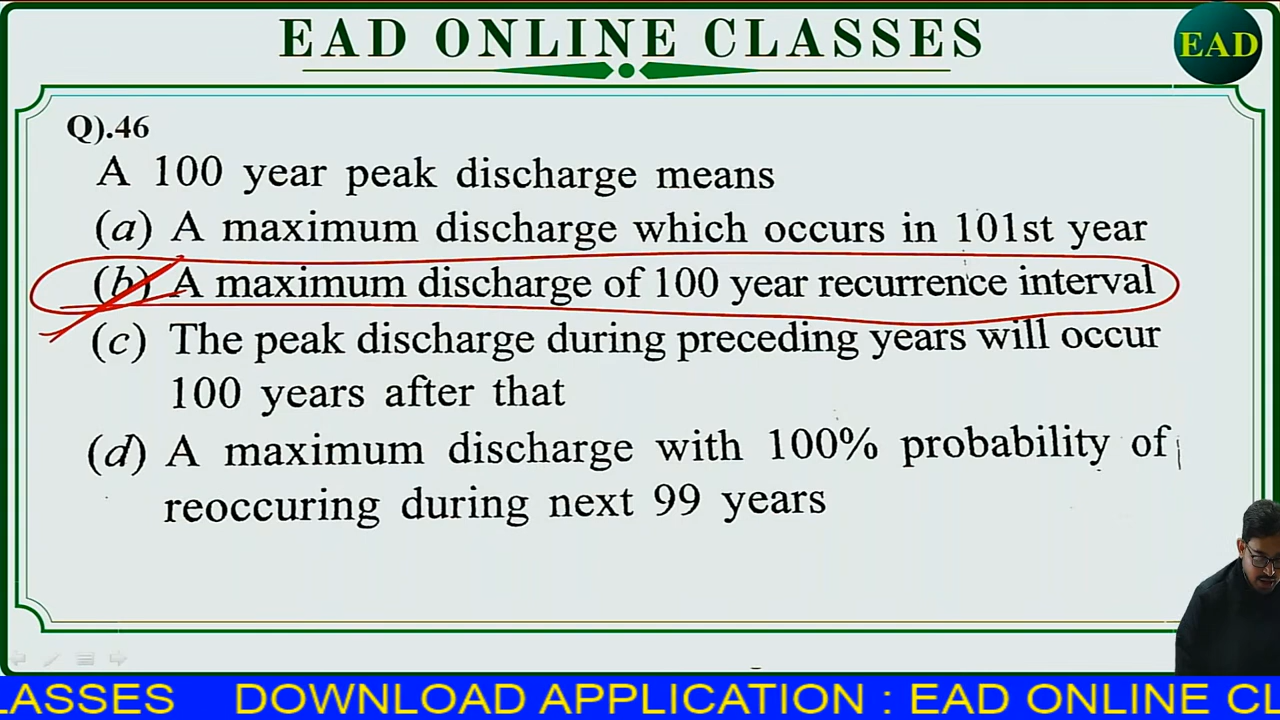 EAD ONLINE CLASSES
EAD
Q).46
A 100 year peak discharge means
(a) A maximum discharge which occurs in 101st year
(b) A maximum discharge of 100 year recurrence interval
(c) The peak discharge during preceding years will occur
100 years after that
(d) A maximum discharge with 100% probability of
reoccuring during next 99 years
LASSES DOWNLOAD APPLICATION : EAD ONLINE CL